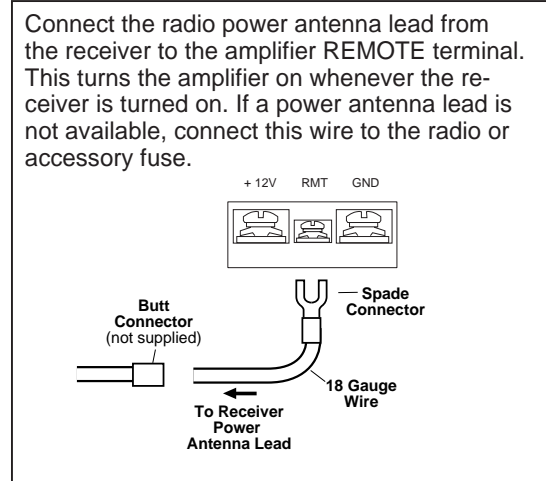 Connect the radio power antenna lead from
the receiver to the amplifier REMOTE terminal.
This turns the amplifier on whenever the re-
ceiver is turned on. If a power antenna lead is
not available, connect this wire to the radio or
accessory fuse.
+ 12V RMT GND
Spade
Connector
Butt
Connector
(not supplied)
18 Gauge
Wire
To Receiver
Power
Antenna Lead